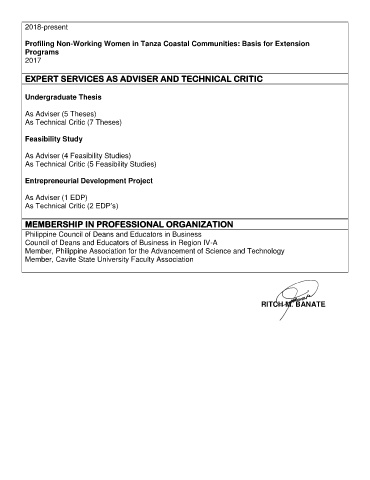 2018-present
Profiling Non-Working Women in Tanza Coastal Communities: Basis for Extension
Programs
2017
EXPERT SERVICES AS ADVISER AND TECHNICAL CRITIC
Undergraduate Thesis
As Adviser (5 Theses)
As Technical Critic (7 Theses)
Feasibility Study
As Adviser (4 Feasibility Studies)
As Technical Critic (5 Feasibility Studies)
Entrepreneurial Development Project
As Adviser (1 EDP)
As Technical Critic (2 EDP's)
MEMBERSHIP IN PROFESSIONAL ORGANIZATION
Philippine Council of Deans and Educators in Business
Council of Deans and Educators of Business in Region IV-A
Member, Philippine Association for the Advancement of Science and Technology
Member, Cavite State University Faculty Association
RITCH M. BANATE